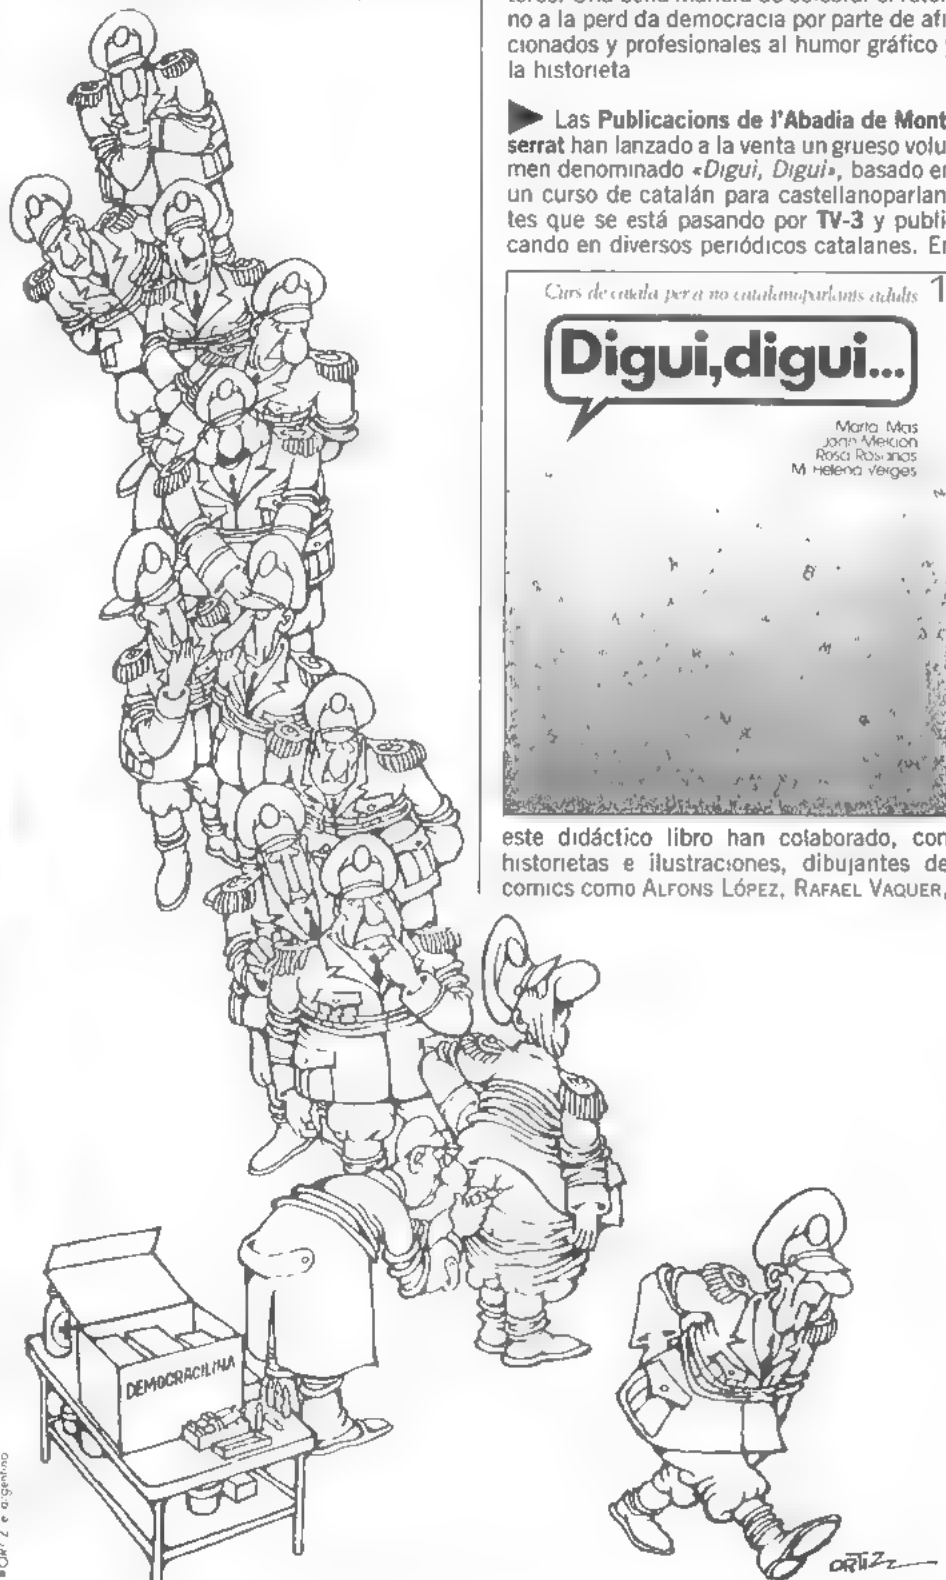 no a la perd da democracia por parte de afi
cionados y profesionales al humor gráfico y
la historieta
Las Publicacions de l'Abadia de Mont
serrat han lanzado a la venta un grueso volu
men denominado «Digui, Digui», basado en
un curso de catalán para castellanoparlan
tes que se está pasando por TV-3 y publi
cando en diversos periódicos catalanes. En
Curs de català per a no catalanoparlants adults 1
Digui,digui...
Marta Mas
Joan Melcion
Rosa Rosanas
M Helena Verges
este didáctico libro han colaborado, con
historietas e ilustraciones, dibujantes de
comics como ALFONS LÓPEZ, RAFAEL VAQUER,
DEMOCRACILINA
ORTIZ
ORTIZ e argentino